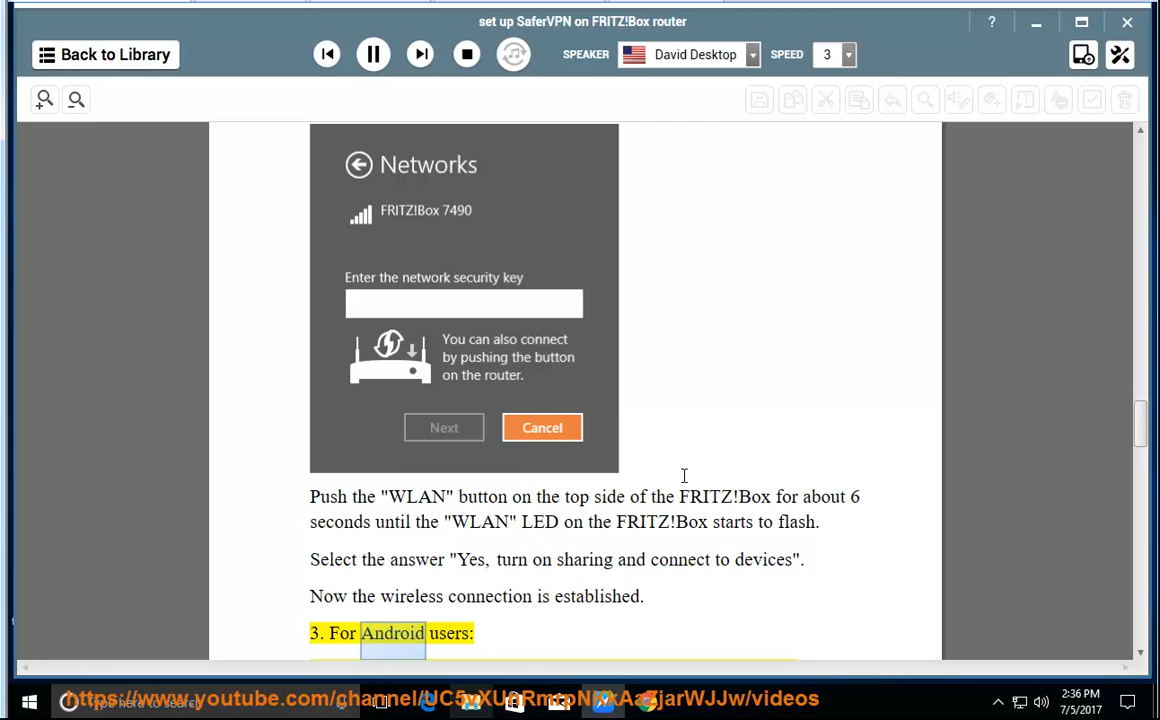 set up SaferVPN on FRITZ!Box router
?
Back to Library
SPEAKER
David Desktop
SPEED
3
Networks
FRITZ!Box 7490
Enter the network security key
You can also connect
by pushing the button
on the router.
Next
Cancel
Push the "WLAN" button on the top side of the FRITZ!Box for about 6
seconds until the "WLAN" LED on the FRITZ!Box starts to flash.
Select the answer "Yes, turn on sharing and connect to devices".
Now the wireless connection is established.
3. For Android users:
2:36 PM
7/5/2017